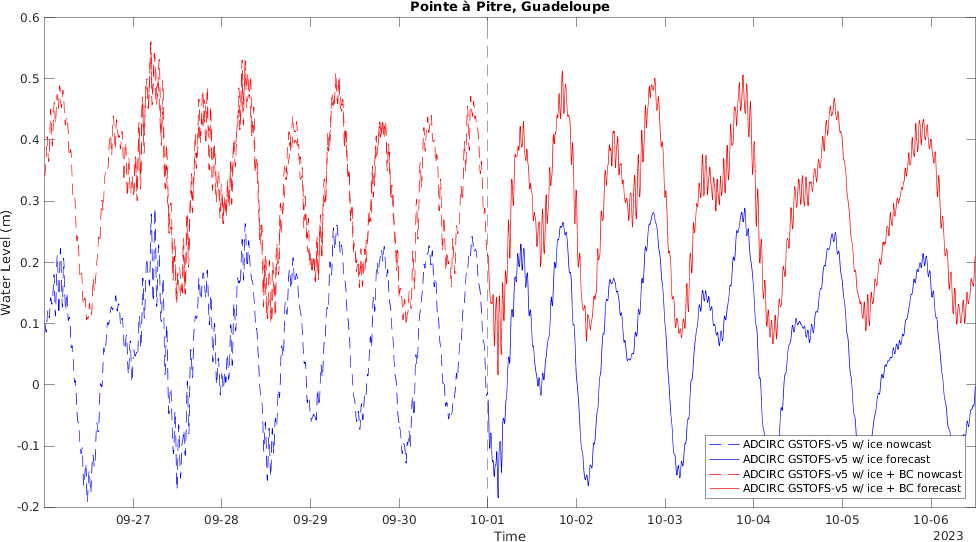 Pointe à Pitre, Guadeloupe
0.6
0.5
0.4
0.3
0.2
0.1
0
-0.1
-0.2
Water Level (m)
ADCIRC GSTOFS-v5 w/ ice nowcast
ADCIRC GSTOFS-v5 w/ ice forecast
ADCIRC GSTOFS-v5 w/ ice + BC nowcast
ADCIRC GSTOFS-v5 w/ ice + BC forecast
09-27 09-28 09-29 09-30 10-01 10-02 10-03 10-04 10-05 10-06
Time
2023